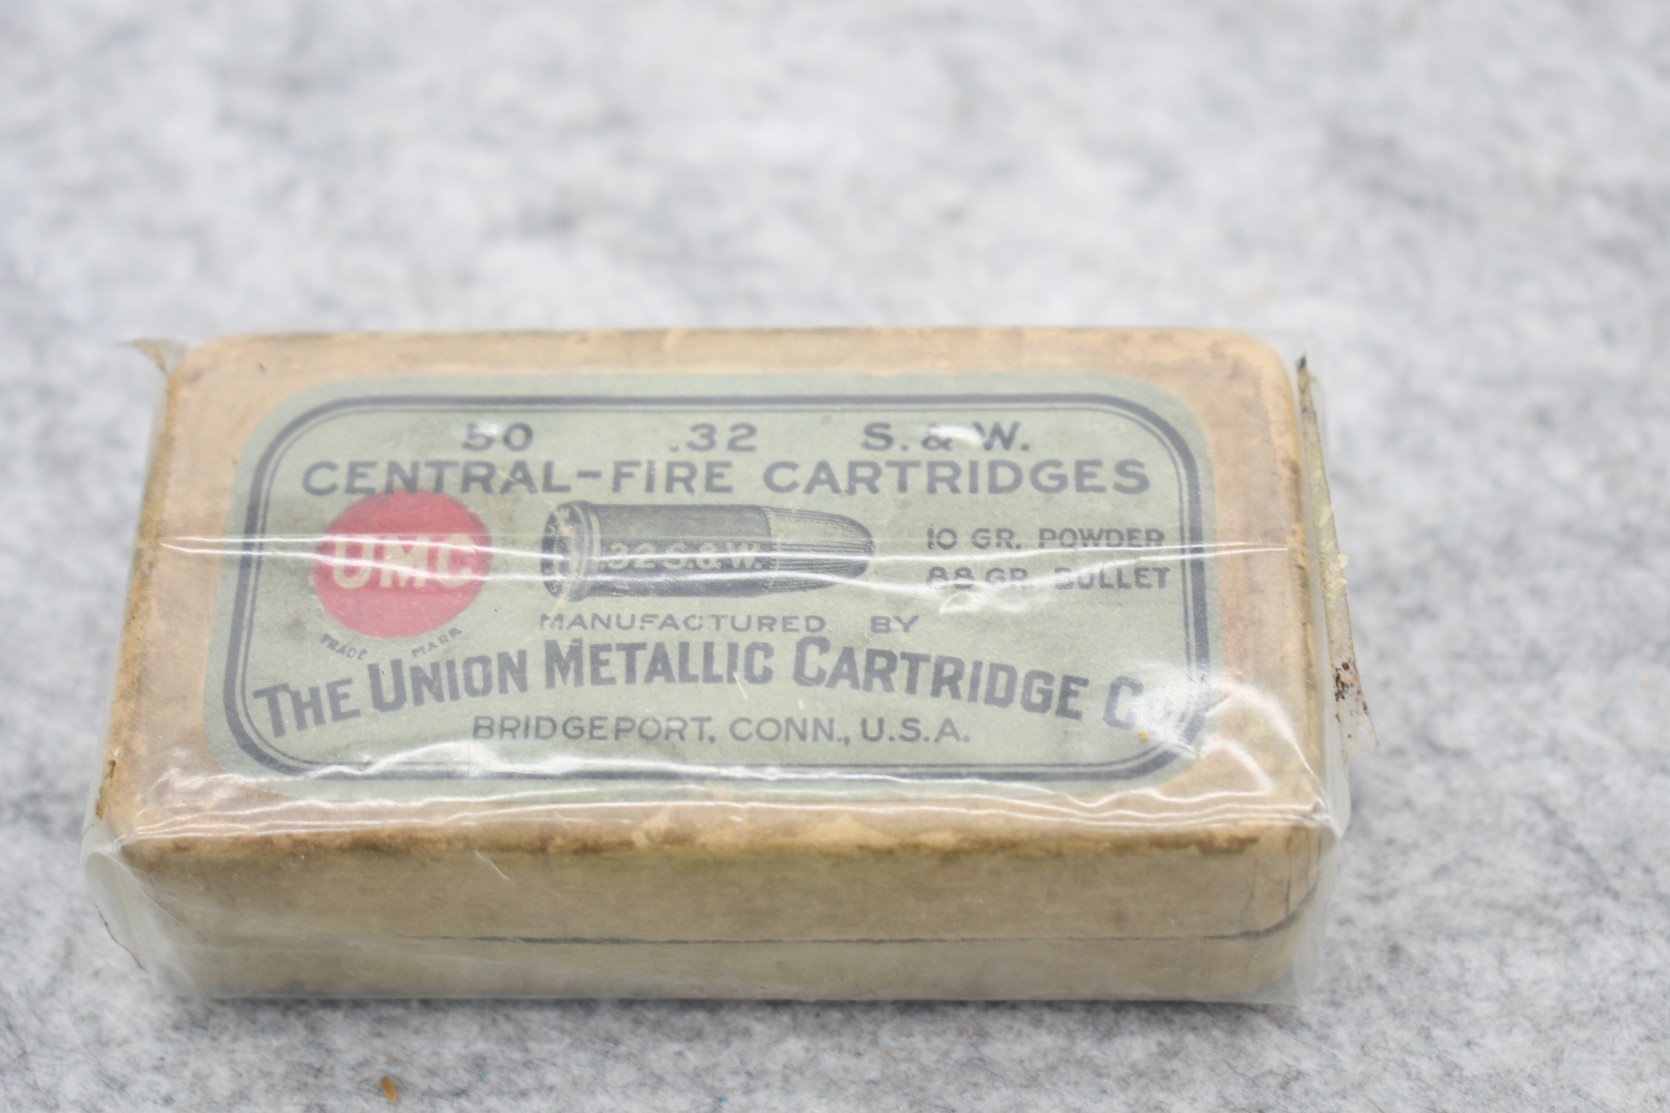 50 .32 S. & W.
CENTRAL-FIRE CARTRIDGES
UMC
TRADE MARK
.32 S.&W.
10 GR. POWDER
88 GR. BULLET
MANUFACTURED BY
THE UNION METALLIC CARTRIDGE
BRIDGEPORT, CONN., U.S.A.